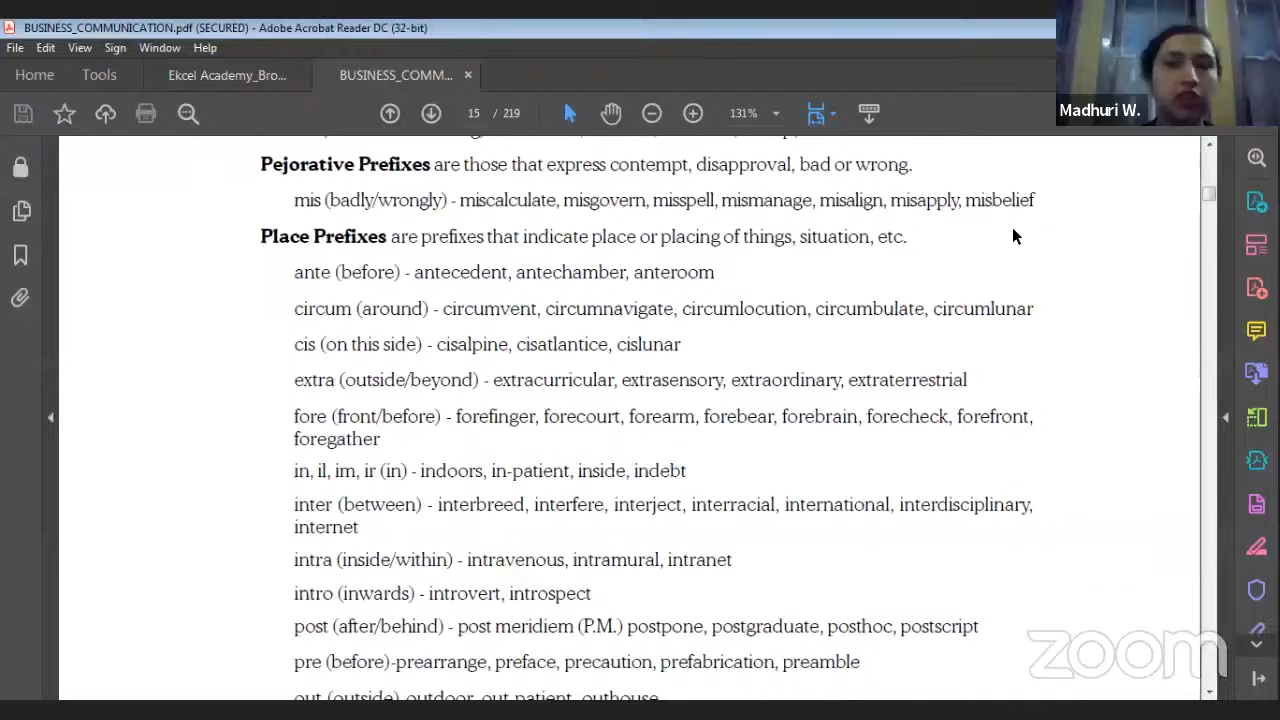 BUSINESS_COMMUNICATION.pdf (SECURED) - Adobe Acrobat Reader DC (32-bit)
File Edit View Sign Window Help
Home Tools Ekcel Academy_Bro... BUSINESS_COMM... ×
15 / 219 131%
Madhuri W.
Pejorative Prefixes are those that express contempt, disapproval, bad or wrong.
mis (badly/wrongly) - miscalculate, misgovern, misspell, mismanage, misalign, misapply, misbelief
Place Prefixes are prefixes that indicate place or placing of things, situation, etc.
ante (before) - antecedent, antechamber, anteroom
circum (around) - circumvent, circumnavigate, circumlocution, circumbulate, circumlunar
cis (on this side) - cisalpine, cisatlantice, cislunar
extra (outside/beyond) - extracurricular, extrasensory, extraordinary, extraterrestrial
fore (front/before) - forefinger, forecourt, forearm, forebear, forebrain, forecheck, forefront,
foregather
in, il, im, ir (in) - indoors, in-patient, inside, indebt
inter (between) - interbreed, interfere, interject, interracial, international, interdisciplinary,
internet
intra (inside/within) - intravenous, intramural, intranet
intro (inwards) - introvert, introspect
post (after/behind) - post meridiem (P.M.) postpone, postgraduate, posthoc, postscript
pre (before)-prearrange, preface, precaution, prefabrication, preamble
out (outside) outdoor, out patient, outhouse
zoom